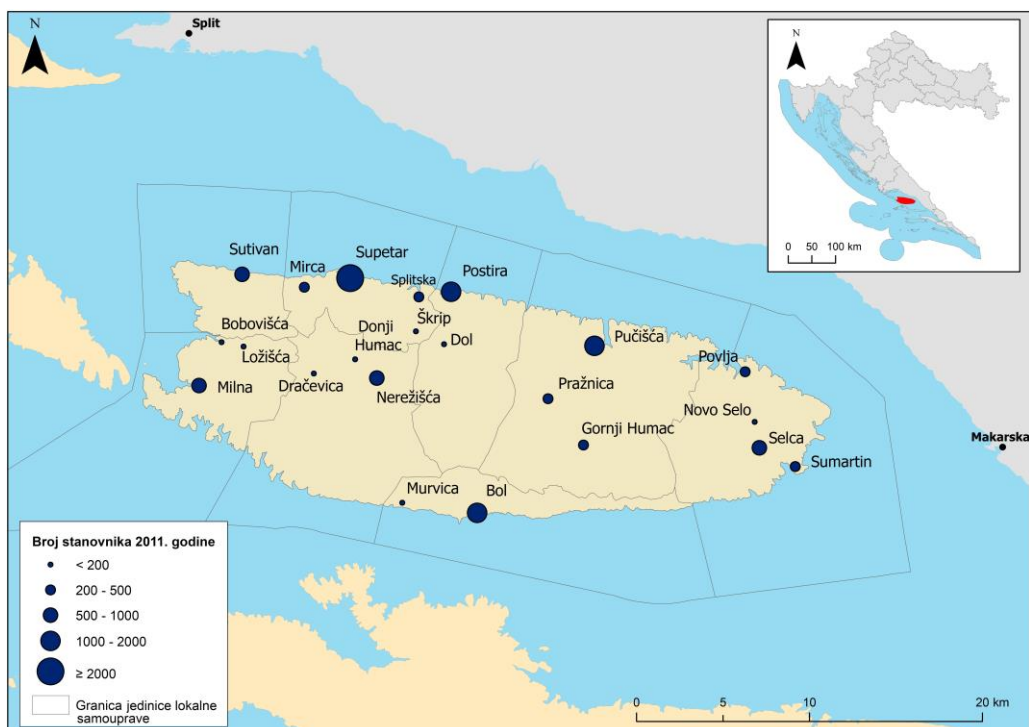 N
Split
N
0 50 100 km
Sutivan
Mirca
Supetar
Splitska
Postira
Bobovišća
Ložišća
Donji
Humac
Škrip
Dol
Pučišća
Povlja
Milna
Dračevica
Nerežišća
Pražnica
Novo Selo
Gornji Humac
Selca
Makarska
Sumartin
Murvica
Bol
Broj stanovnika 2011. godine
< 200
200 - 500
500 - 1000
1000 - 2000
≥ 2000
Granica jedinice lokalne
samouprave
0 10 20 km